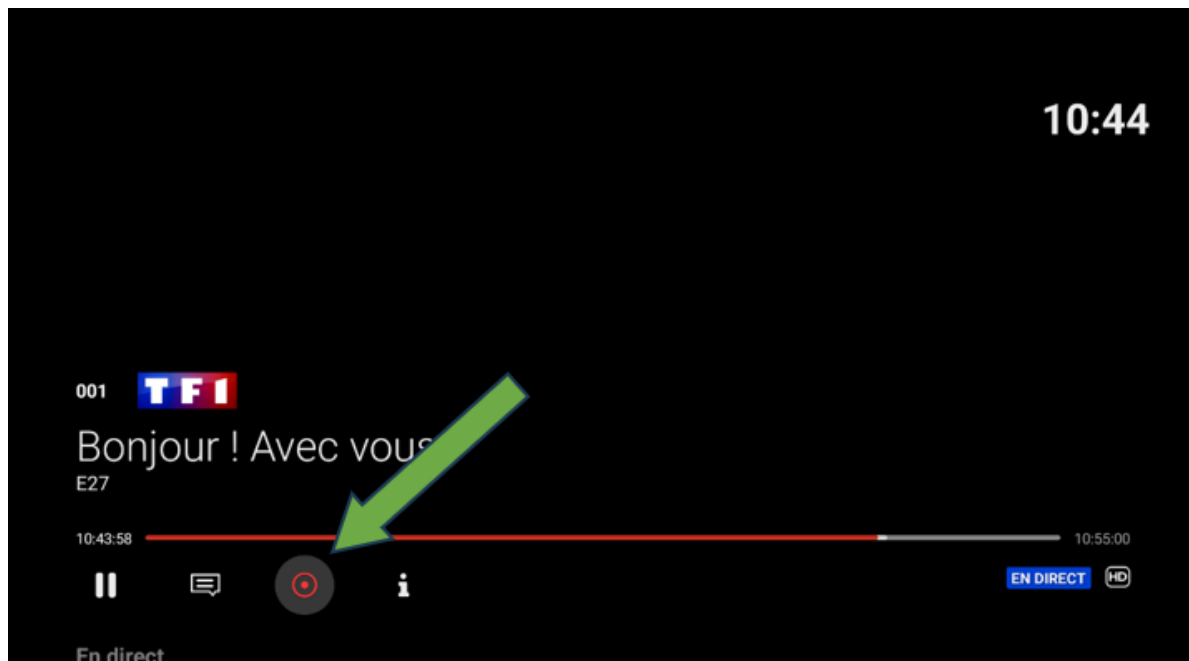 10:44
001 TF1
Bonjour ! Avec vous
E27
10:43:58 10:55:00
EN DIRECT HD
En direct